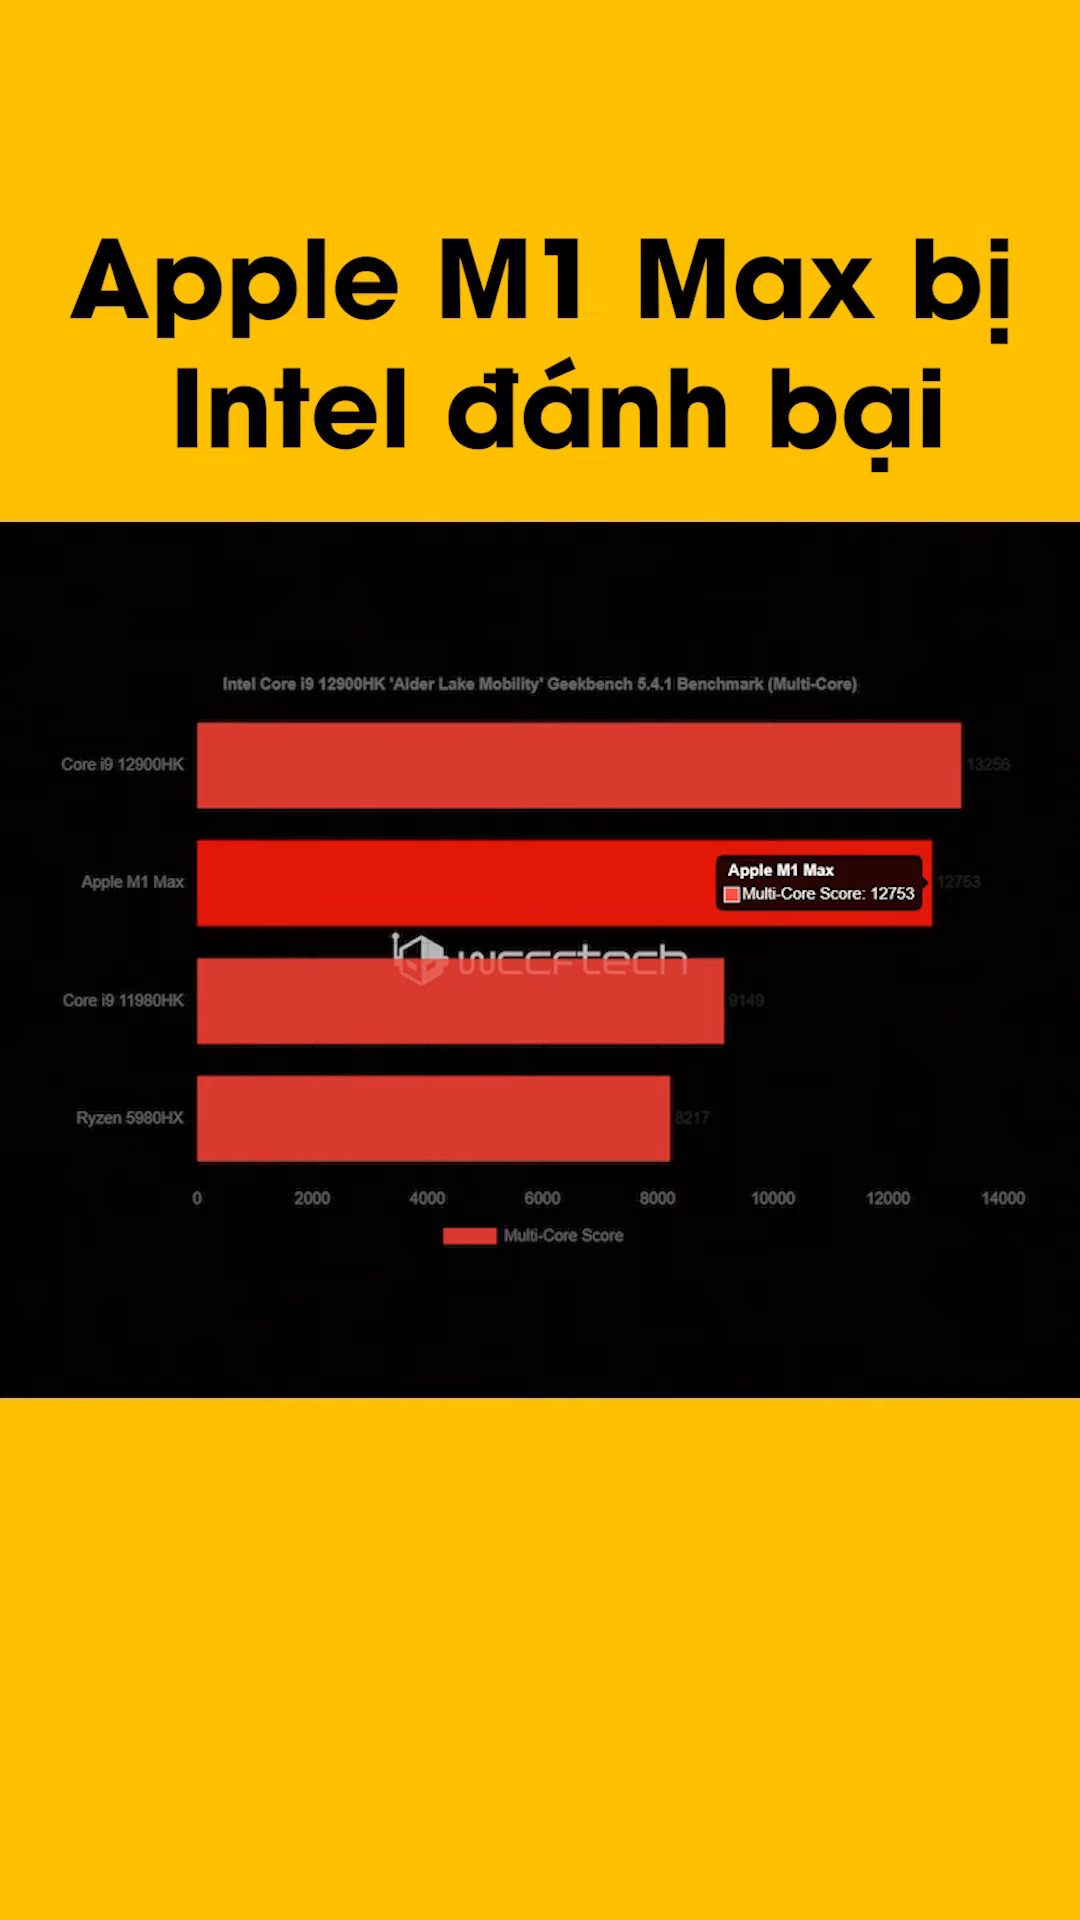 Apple M1 Max bị
Intel đánh bại
Intel Core i9 12900HK 'Alder Lake Mobility' Geekbench 5.4.1 Benchmark (Multi-Core)
Core i9 12900HK
13256
Apple M1 Max
Apple M1 Max
Multi-Core Score: 12753
12753
wccftech
Core i9 11980HK
9149
Ryzen 5980HX
8217
0 2000 4000 6000 8000 10000 12000 14000
Multi-Core Score